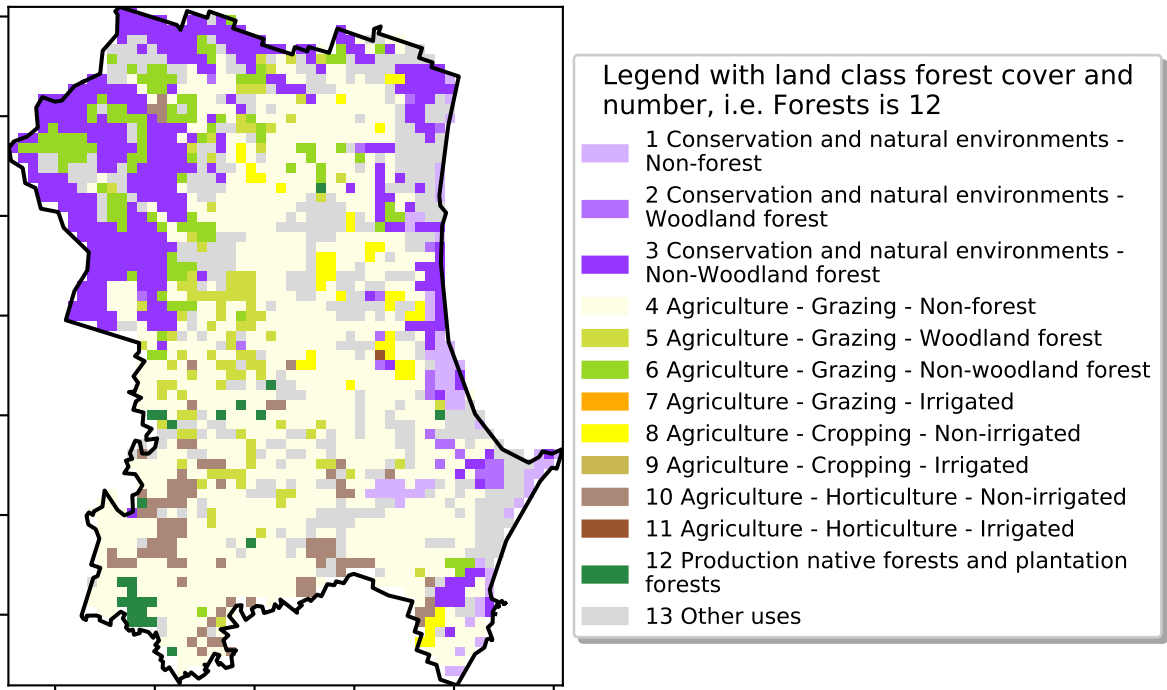 Legend with land class forest cover and
number, i.e. Forests is 12
1 Conservation and natural environments -
Non-forest
2 Conservation and natural environments -
Woodland forest
3 Conservation and natural environments -
Non-Woodland forest
4 Agriculture - Grazing - Non-forest
5 Agriculture - Grazing - Woodland forest
6 Agriculture - Grazing - Non-woodland forest
7 Agriculture - Grazing - Irrigated
8 Agriculture - Cropping - Non-irrigated
9 Agriculture - Cropping - Irrigated
10 Agriculture - Horticulture - Non-irrigated
11 Agriculture - Horticulture - Irrigated
12 Production native forests and plantation
forests
13 Other uses